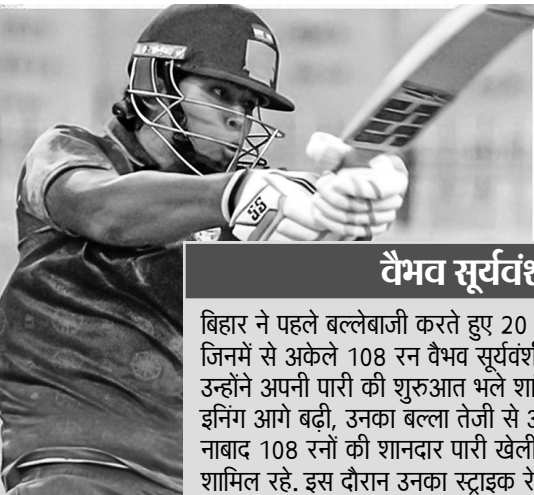 SS
वैभव सूर्यवंश
बिहार ने पहले बल्लेबाजी करते हुए 20
जिनमें से अकेले 108 रन वैभव सूर्यवंशी
उन्होंने अपनी पारी की शुरुआत भले
इनिंग आगे बढ़ी, उनका बल्ला तेजी से
नाबाद 108 रनों की शानदार पारी खेली
शामिल रहे. इस दौरान उनका स्ट्राइक